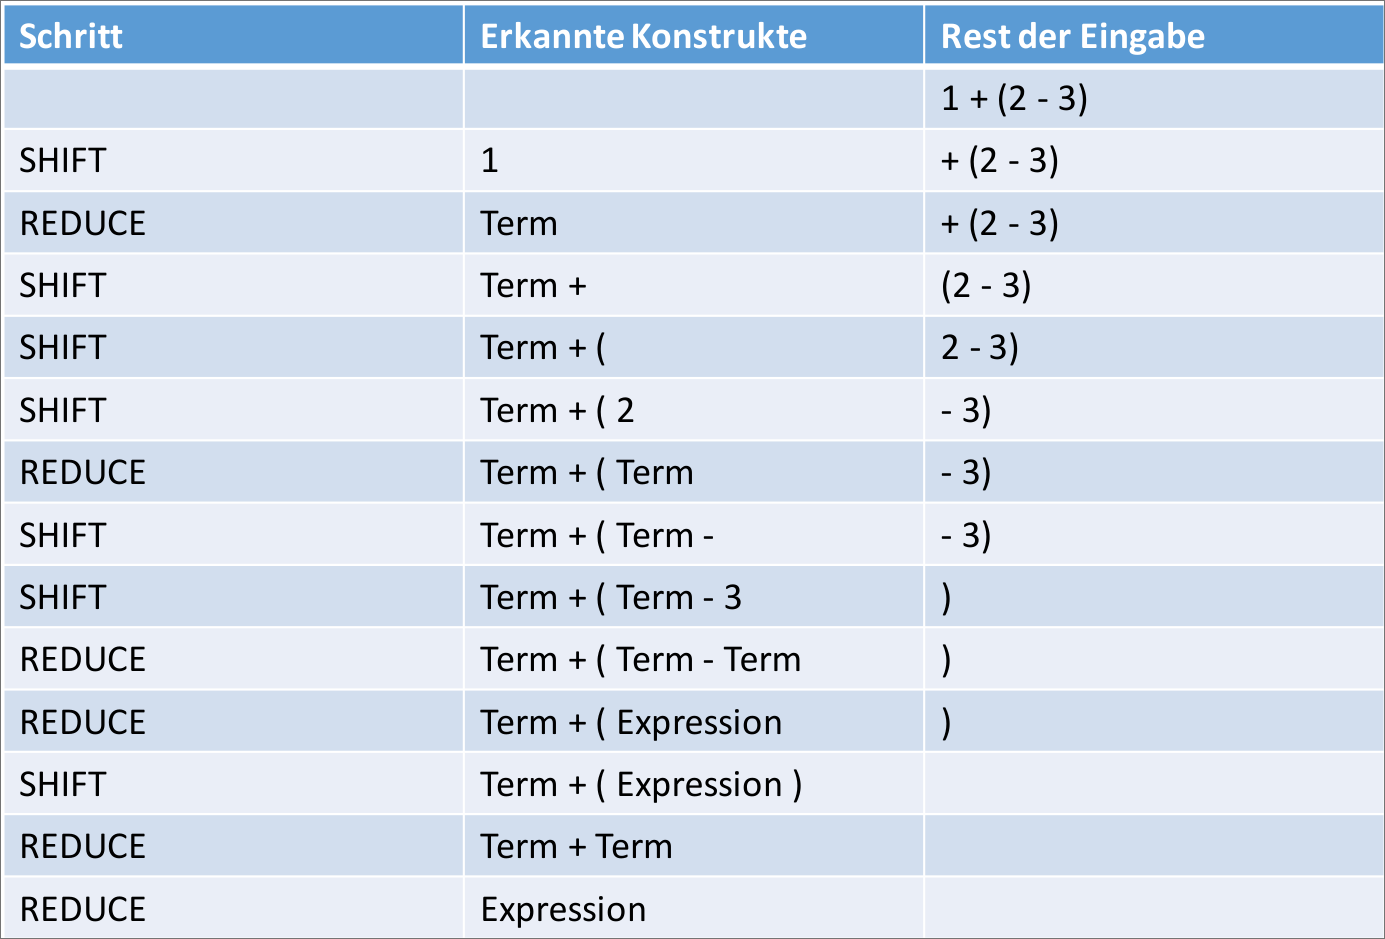 Schritt Erkannte Konstrukte Rest der Eingabe
1 + (2 - 3)
SHIFT 1 + (2 - 3)
REDUCE Term + (2 - 3)
SHIFT Term + (2 - 3)
SHIFT Term + ( 2 - 3)
SHIFT Term + ( 2 - 3)
REDUCE Term + ( Term - 3)
SHIFT Term + ( Term - - 3)
SHIFT Term + ( Term - 3 )
REDUCE Term + ( Term - Term )
REDUCE Term + ( Expression )
SHIFT Term + ( Expression )
REDUCE Term + Term
REDUCE Expression